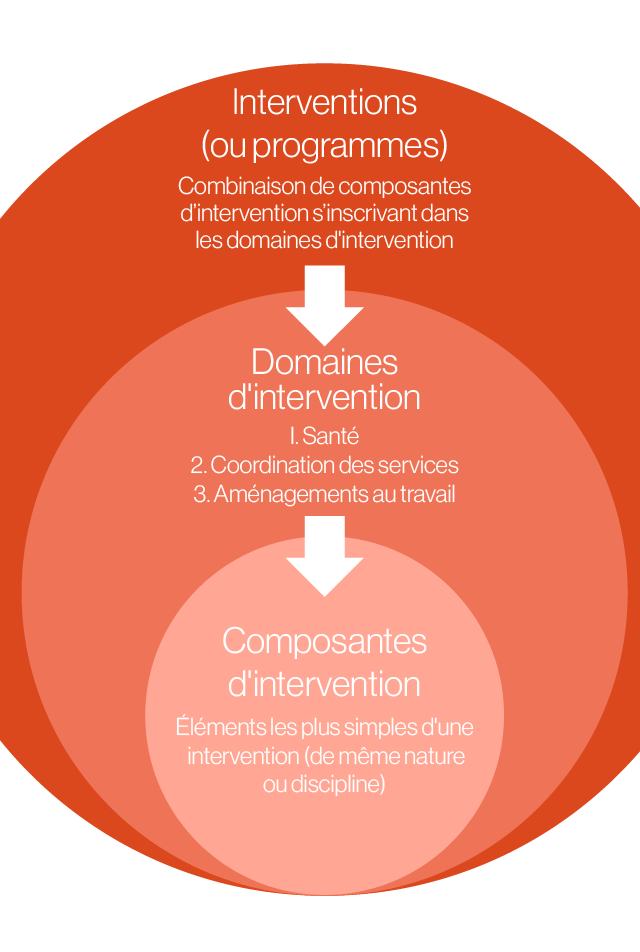 Interventions
(ou programmes)
Combinaison de composantes
d’intervention s’inscrivant dans
les domaines d'intervention
Domaines
d'intervention
I. Santé
2. Coordination des services
3. Aménagements au travail
Composantes
d'intervention
Éléments les plus simples d'une
intervention (de même nature
ou discipline)